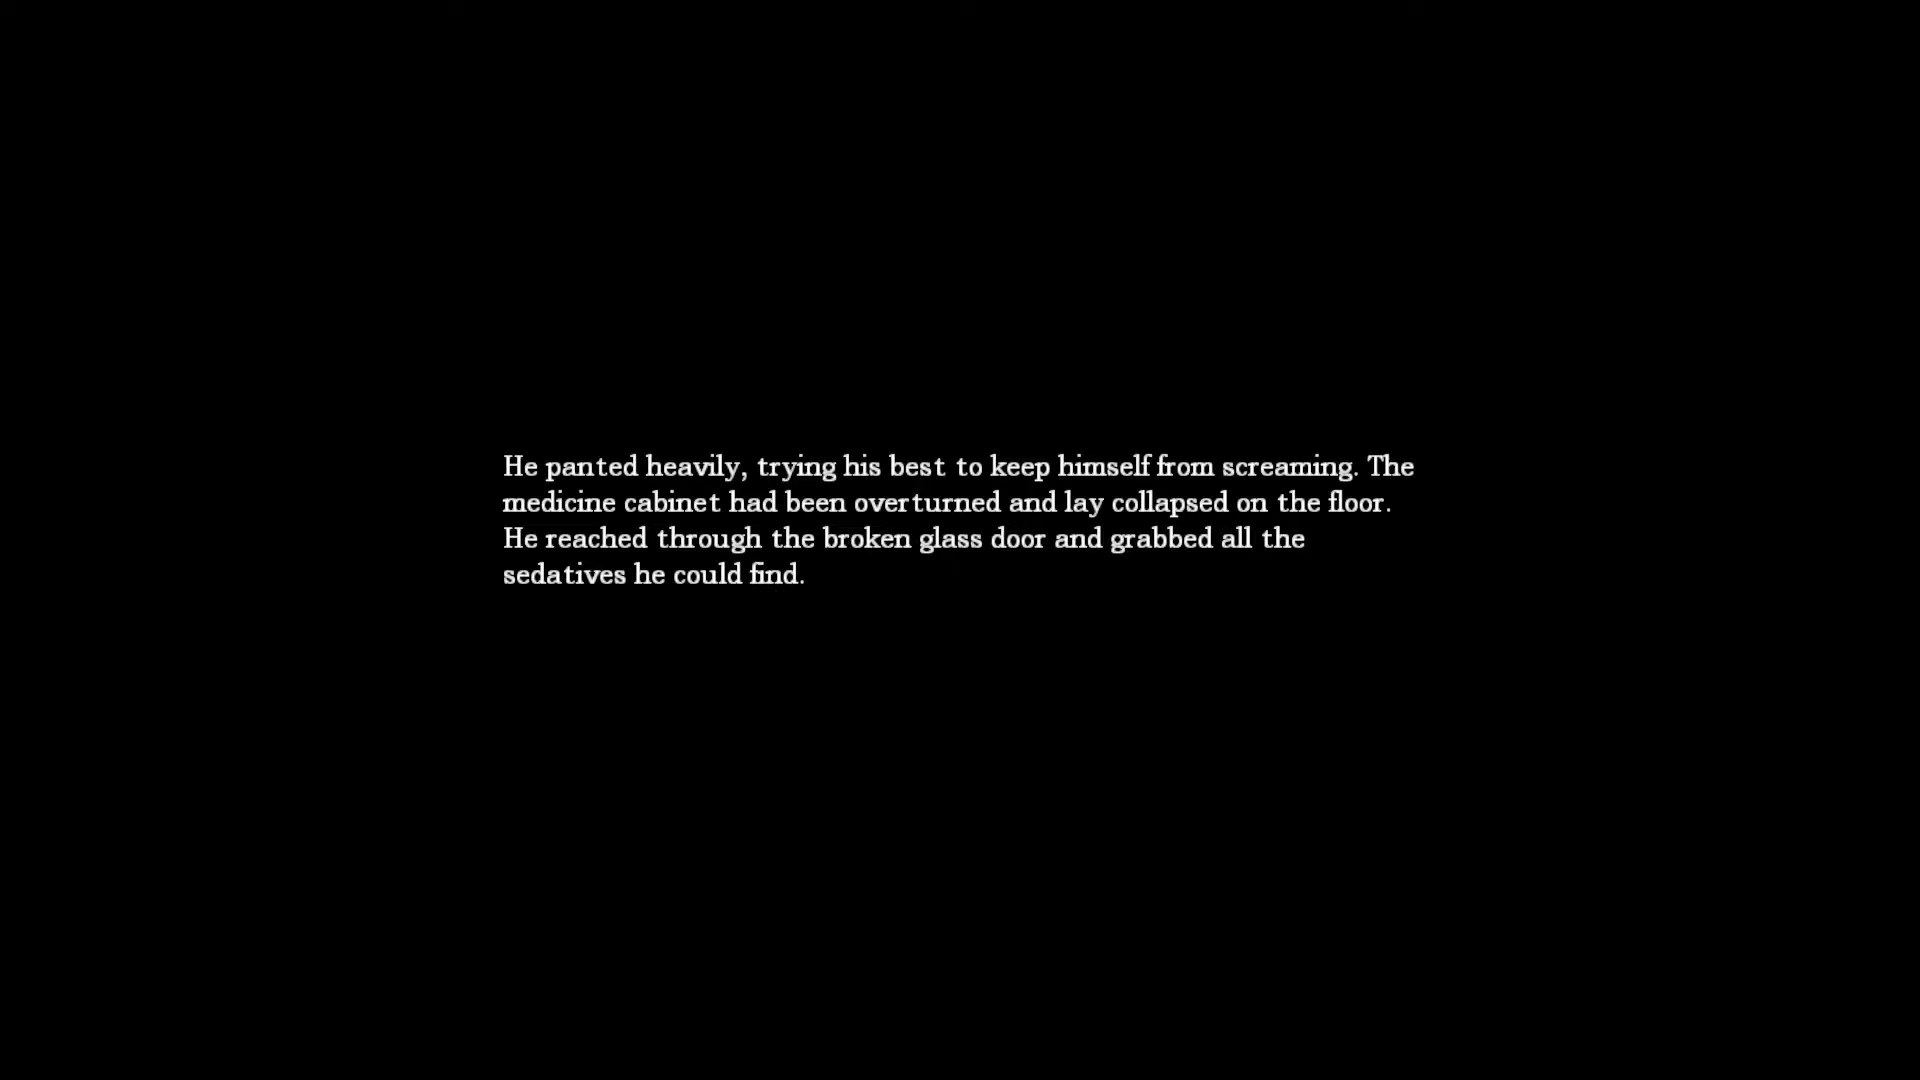 He panted heavily, trying his best to keep himself from screaming. The
medicine cabinet had been overturned and lay collapsed on the floor.
He reached through the broken glass door and grabbed all the
sedatives he could find.